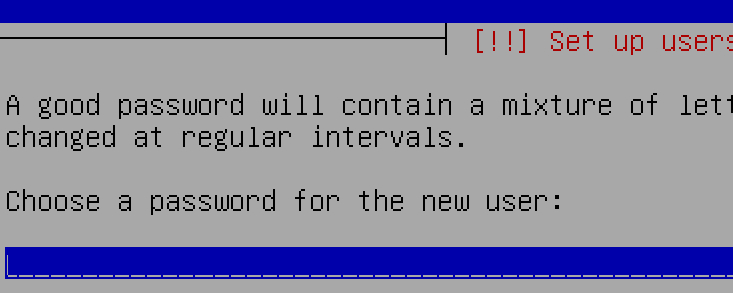 [!!] Set up users
A good password will contain a mixture of lett
changed at regular intervals.
Choose a password for the new user: